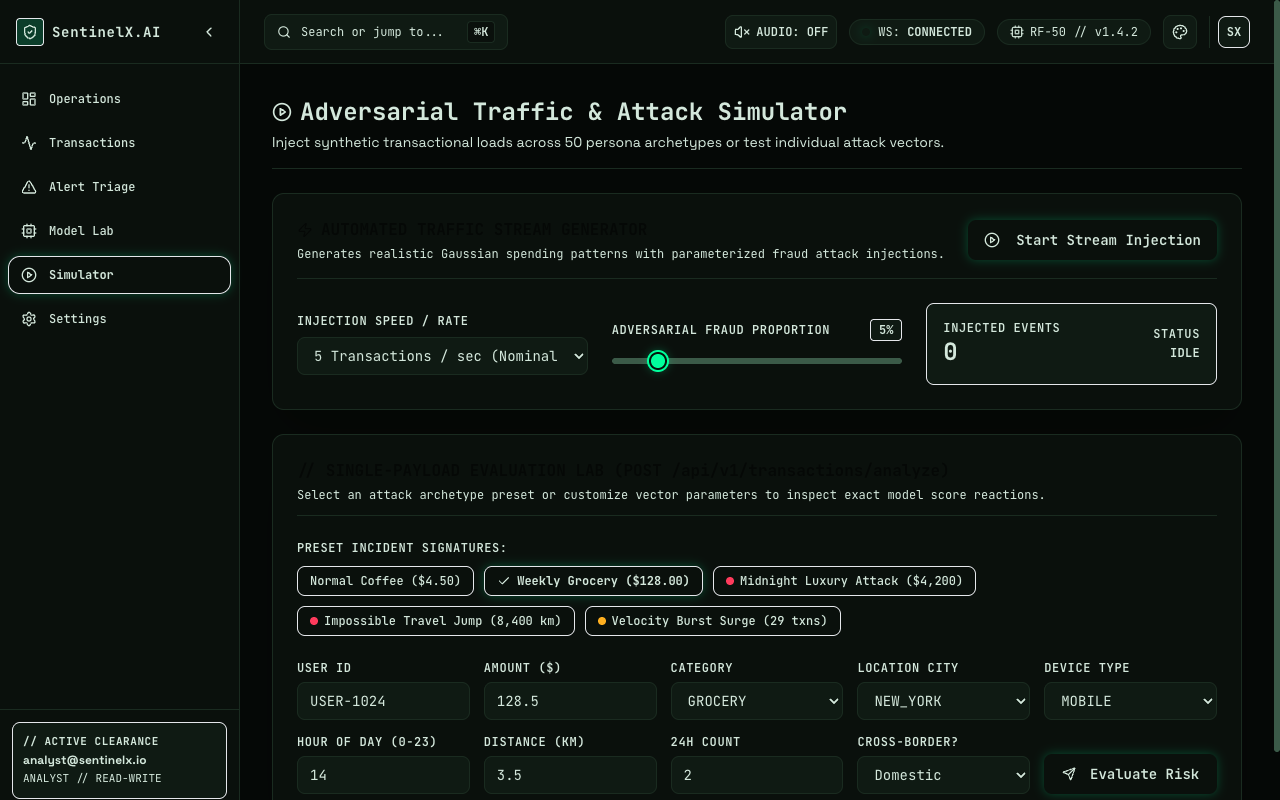 SentinelX.AI
Search or jump to...
⌘K
AUDIO: OFF
WS: CONNECTED
RF-50 // v1.4.2
SX
Operations
Transactions
Alert Triage
Model Lab
Simulator
Settings
// ACTIVE CLEARANCE
analyst@sentinelx.io
ANALYST // READ-WRITE
Adversarial Traffic & Attack Simulator
Inject synthetic transactional loads across 50 persona archetypes or test individual attack vectors.
AUTOMATED TRAFFIC STREAM GENERATOR
Generates realistic Gaussian spending patterns with parameterized fraud attack injections.
Start Stream Injection
INJECTION SPEED / RATE
5 Transactions / sec (Nominal
ADVERSARIAL FRAUD PROPORTION
5%
INJECTED EVENTS
0
STATUS
IDLE
// SINGLE-PAYLOAD EVALUATION LAB (POST /api/v1/transactions/analyze)
Select an attack archetype preset or customize vector parameters to inspect exact model score reactions.
PRESET INCIDENT SIGNATURES:
Normal Coffee ($4.50)
Weekly Grocery ($128.00)
Midnight Luxury Attack ($4,200)
Impossible Travel Jump (8,400 km)
Velocity Burst Surge (29 txns)
USER ID
AMOUNT ($)
CATEGORY
LOCATION CITY
DEVICE TYPE
USER-1024
128.5
GROCERY
NEW_YORK
MOBILE
HOUR OF DAY (0-23)
DISTANCE (KM)
24H COUNT
CROSS-BORDER?
14
3.5
2
Domestic
Evaluate Risk